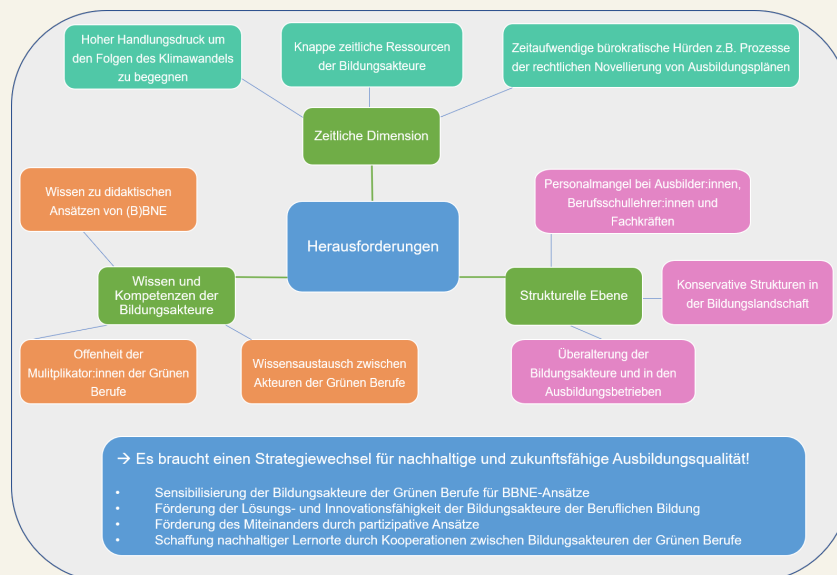 Hoher Handlungsdruck um
den Folgen des Klimawandels
zu begegnen
Knappe zeitliche Ressourcen
der Bildungsakteure
Zeitaufwendige bürokratische Hürden z.B. Prozesse
der rechtlichen Novellierung von Ausbildungsplänen
Zeitliche Dimension
Wissen zu didaktischen
Ansätzen von (B)BNE
Personalmangel bei Ausbilder:innen,
Berufsschullehrer:innen und
Fachkräften
Herausforderungen
Wissen und
Kompetenzen der
Bildungsakteure
Strukturelle Ebene
Konservative Strukturen in
der Bildungslandschaft
Offenheit der
Mulitplikator:innen der Grünen
Berufe
Wissensaustausch zwischen
Akteuren der Grünen Berufe
Überalterung der
Bildungsakteure und in den
Ausbildungsbetrieben
→ Es braucht einen Strategiewechsel für nachhaltige und zukunftsfähige Ausbildungsqualität!
• Sensibilisierung der Bildungsakteure der Grünen Berufe für BBNE-Ansätze
• Förderung der Lösungs- und Innovationsfähigkeit der Bildungsakteure der Beruflichen Bildung
• Förderung des Miteinanders durch partizipative Ansätze
• Schaffung nachhaltiger Lernorte durch Kooperationen zwischen Bildungsakteuren der Grünen Berufe